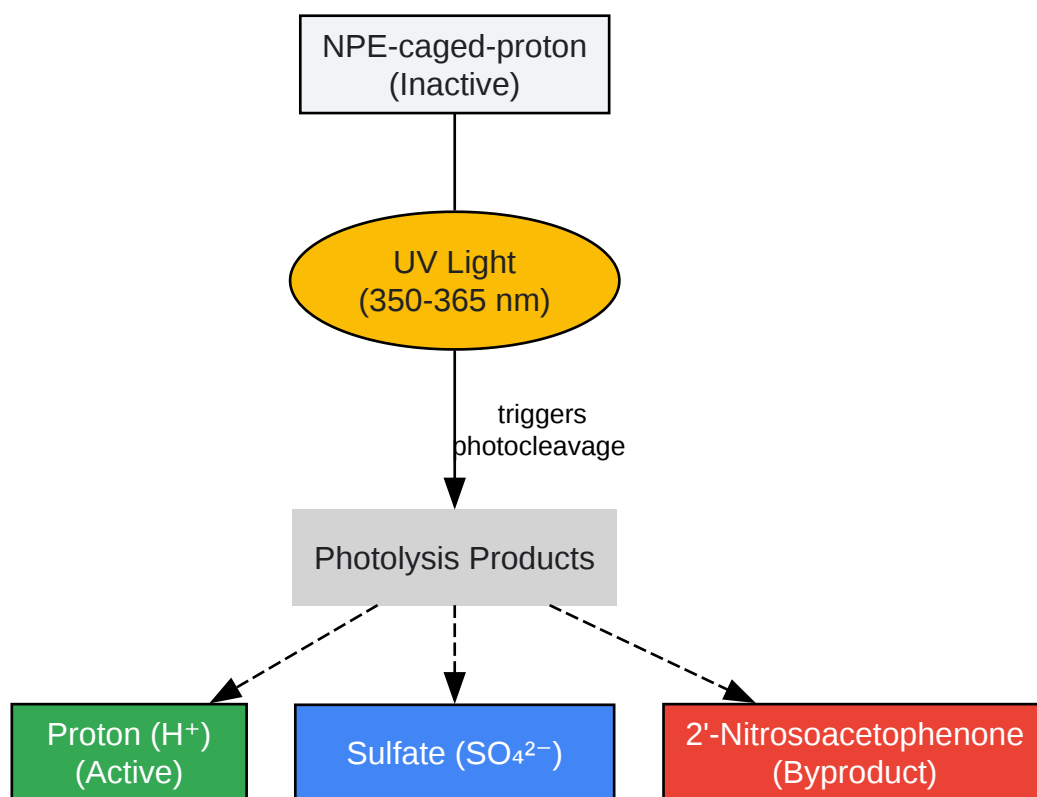 NPE-caged-proton
(Inactive)
UV Light
(350-365 nm)
triggers
photocleavage
Photolysis Products
Proton (H⁺)
(Active)
Sulfate (SO₄²⁻)
2'-Nitrosoacetophenone
(Byproduct)